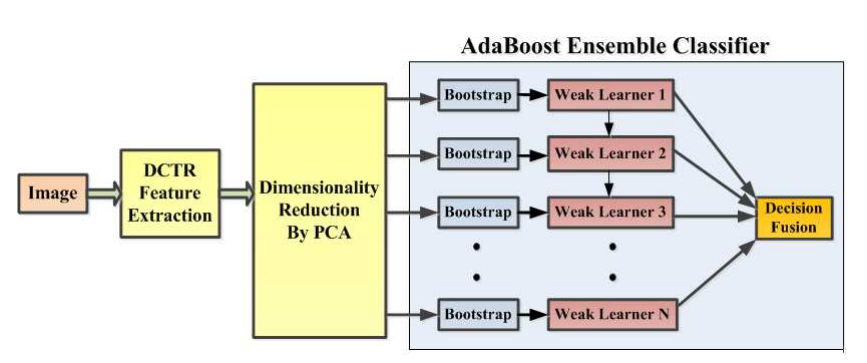 AdaBoost Ensemble Classifier
Image
DCTR
Feature
Extraction
Dimensionality
Reduction
By PCA
Bootstrap
Weak Learner 1
Bootstrap
Weak Learner 2
Bootstrap
Weak Learner 3
Bootstrap
Weak Learner N
Decision
Fusion